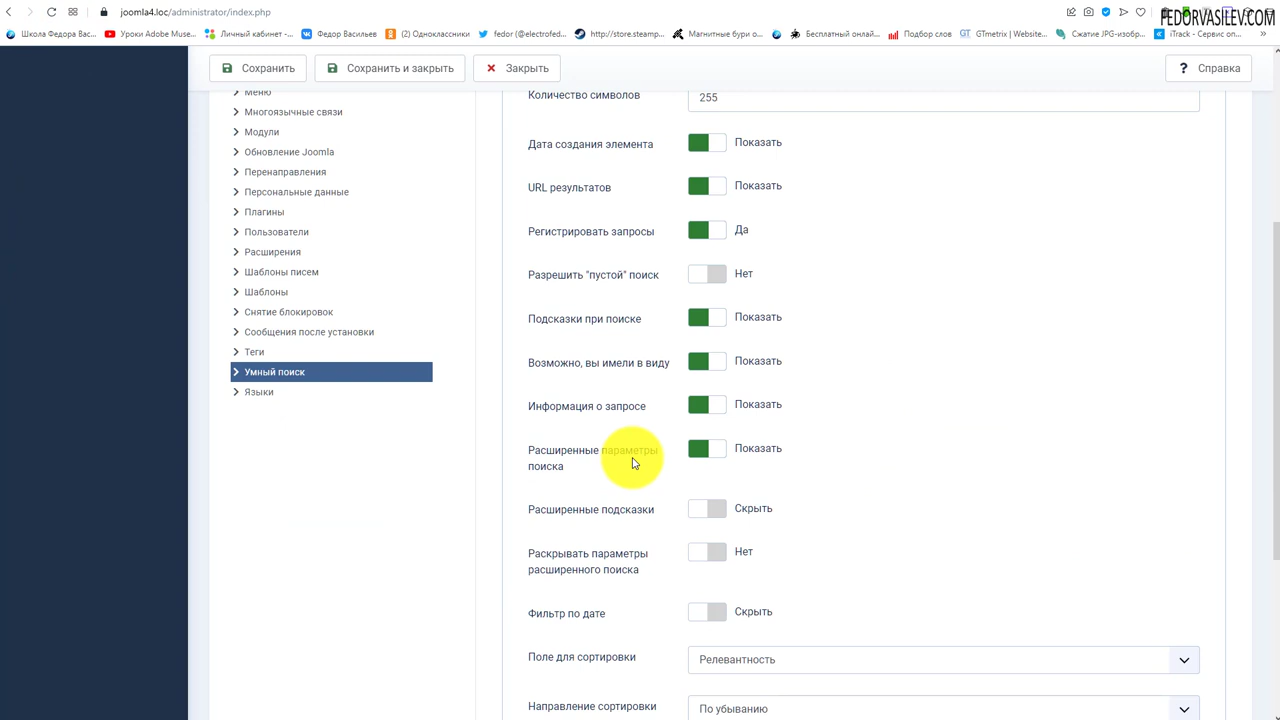 joomla4.loc/administrator/index.php
FEDORVASILEV.COM
Школа Федора Вас...
Уроки Adobe Muse...
Личный кабинет -...
Федор Васильев
(2) Одноклассники
fedor (@electrofed...
http://store.steamp...
Магнитные бури о...
Бесплатный онлай...
Подбор слов
GTmetrix | Website...
Сжатие JPG-изобр...
iTrack - Сервис оп...
Сохранить
Сохранить и закрыть
Закрыть
? Справка
Меню
Многоязычные связи
Модули
Обновление Joomla
Перенаправления
Персональные данные
Плагины
Пользователи
Расширения
Шаблоны писем
Шаблоны
Снятие блокировок
Сообщения после установки
Теги
Умный поиск
Языки
Количество символов
255
Дата создания элемента
Показать
URL результатов
Показать
Регистрировать запросы
Да
Разрешить "пустой" поиск
Нет
Подсказки при поиске
Показать
Возможно, вы имели в виду
Показать
Информация о запросе
Показать
Расширенные параметры
поиска
Показать
Расширенные подсказки
Скрыть
Раскрывать параметры
расширенного поиска
Нет
Фильтр по дате
Скрыть
Поле для сортировки
Релевантность
Направление сортировки
По убыванию